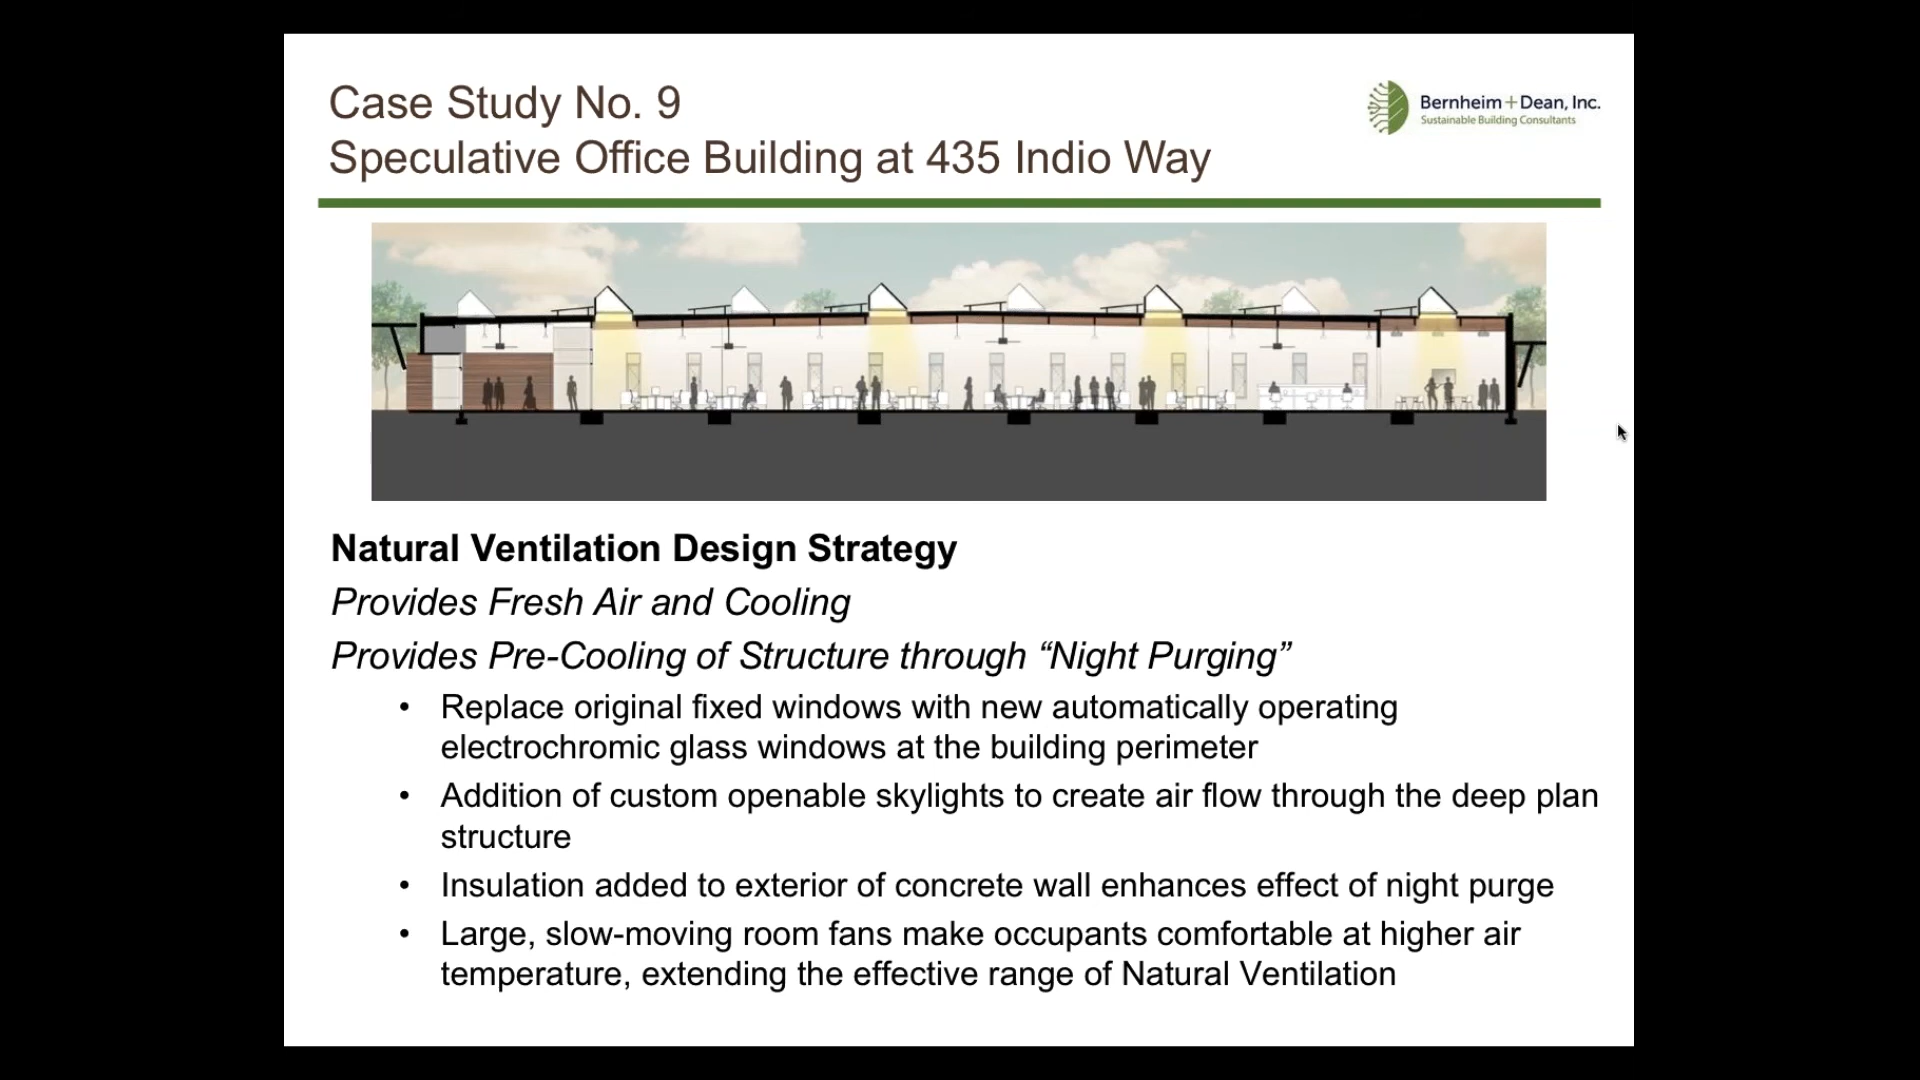 Case Study No. 9
Speculative Office Building at 435 Indio Way
Bernheim+Dean, Inc.
Sustainable Building Consultants
Natural Ventilation Design Strategy
Provides Fresh Air and Cooling
Provides Pre-Cooling of Structure through “Night Purging”
• Replace original fixed windows with new automatically operating
electrochromic glass windows at the building perimeter
• Addition of custom openable skylights to create air flow through the deep plan
structure
• Insulation added to exterior of concrete wall enhances effect of night purge
• Large, slow-moving room fans make occupants comfortable at higher air
temperature, extending the effective range of Natural Ventilation